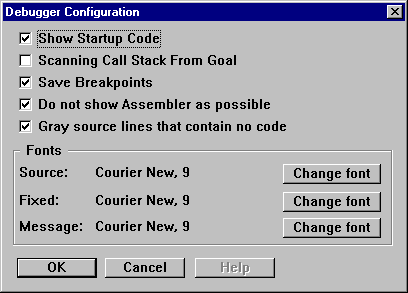 Debugger Configuration
Show Startup Code
Scanning Call Stack From Goal
Save Breakpoints
Do not show Assembler as possible
Gray source lines that contain no code
Fonts
Source: Courier New, 9 Change font
Fixed: Courier New, 9 Change font
Message: Courier New, 9 Change font
OK Cancel Help